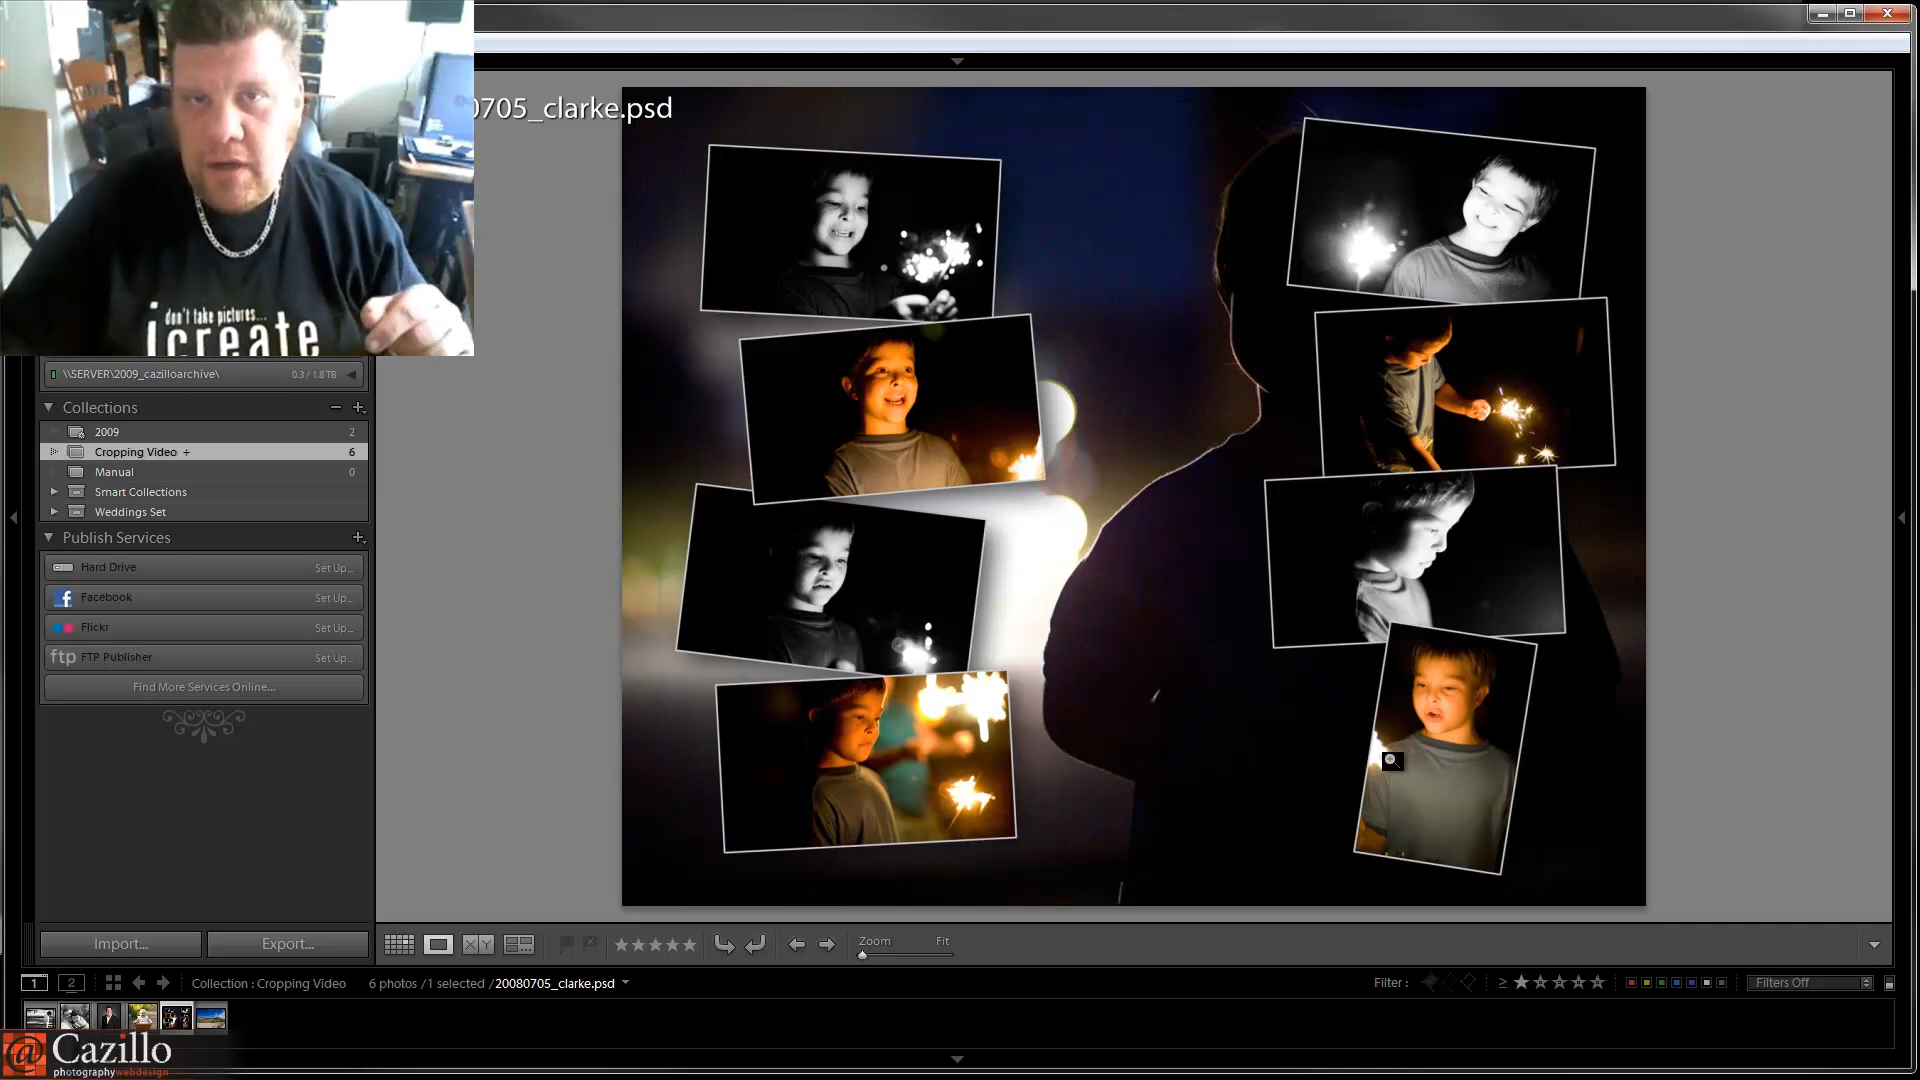 0705_clarke.psd
don't take pictures...
icreate
\\SERVER\2009_cazilloarchive\ 0.3 / 1.8 TB
Collections
2009 2
Cropping Video + 6
Manual 0
Smart Collections
Weddings Set
Publish Services
Hard Drive Set Up...
f Facebook Set Up...
Flickr Set Up...
ftp FTP Publisher Set Up...
Find More Services Online...
Import... Export... X Y Zoom Fit
1 2 Collection : Cropping Video 6 photos /1 selected /20080705_clarke.psd Filter : ≥ Filters Off
@ Cazillo
photographywebdesign